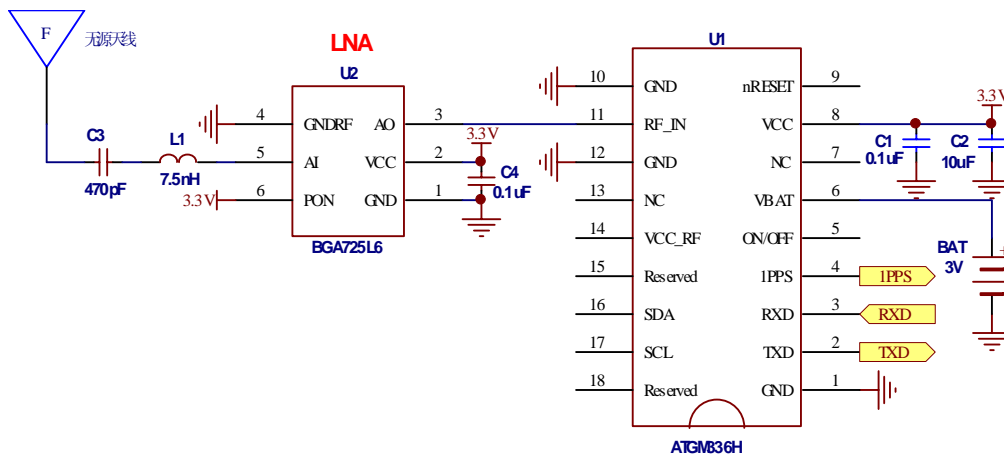 F
无源天线
C3
470pF
L1
7.5nH
LNA
U2
4
GNDRF
AO
3
5
AI
VCC
2
6
PON
GND
1
3.3V
BGA725L6
3.3V
C4
0.1uF
U1
10
GND
nRESET
9
11
RF_IN
VCC
8
12
GND
NC
7
13
NC
VBAT
6
14
VCC_RF
ON/OFF
5
15
Reserved
1PPS
4
1PPS
16
SDA
RXD
3
RXD
17
SCL
TXD
2
TXD
18
Reserved
GND
1
ATGM336H
3.3V
C1
0.1uF
C2
10uF
BAT
3V
+